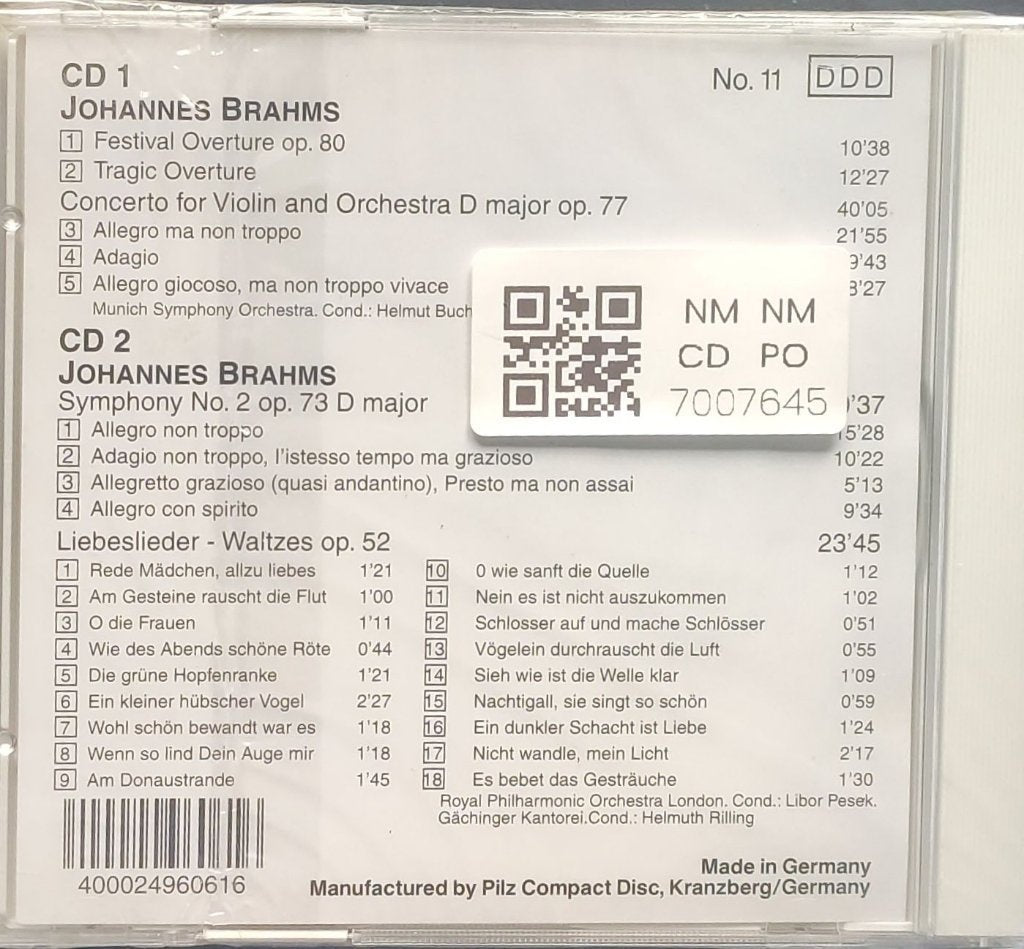 CD 1
No. 11 DDD
JOHANNES BRAHMS
1 Festival Overture op. 80 10'38
2 Tragic Overture 12'27
Concerto for Violin and Orchestra D major op. 77 40'05
3 Allegro ma non troppo 21'55
4 Adagio 9'43
5 Allegro giocoso, ma non troppo vivace 8'27
Munich Symphony Orchestra. Cond.: Helmut
NM NM
CD PO
7007645
CD 2
JOHANNES BRAHMS
Symphony No. 2 op. 73 D major '37
1 Allegro non troppo 15'28
2 Adagio non troppo, l'istesso tempo ma grazioso 10'22
3 Allegretto grazioso (quasi andantino), Presto ma non assai 5'13
4 Allegro con spirito 9'34
Liebeslieder - Waltzes op. 52 23'45
1 Rede Mädchen, allzu liebes 1'21
2 Am Gesteine rauscht die Flut 1'00
3 O die Frauen 1'11
4 Wie des Abends schöne Röte 0'44
5 Die grüne Hopfenranke 1'21
6 Ein kleiner hübscher Vogel 2'27
7 Wohl schön bewandt war es 1'18
8 Wenn so lind Dein Auge mir 1'18
9 Am Donaustrande 1'45
10 0 wie sanft die Quelle 1'12
11 Nein es ist nicht auszukommen 1'02
12 Schlosser auf und mache Schlösser 0'51
13 Vögelein durchrauscht die Luft 0'55
14 Sieh wie ist die Welle klar 1'09
15 Nachtigall, sie singt so schön 0'59
16 Ein dunkler Schacht ist Liebe 1'24
17 Nicht wandle, mein Licht 2'17
18 Es bebet das Gesträuche 1'30
Royal Philharmonic Orchestra London. Cond.: Libor Pesek.
Gächinger Kantorei.Cond.: Helmuth Rilling
400024960616
Made in Germany
Manufactured by Pilz Compact Disc, Kranzberg/Germany